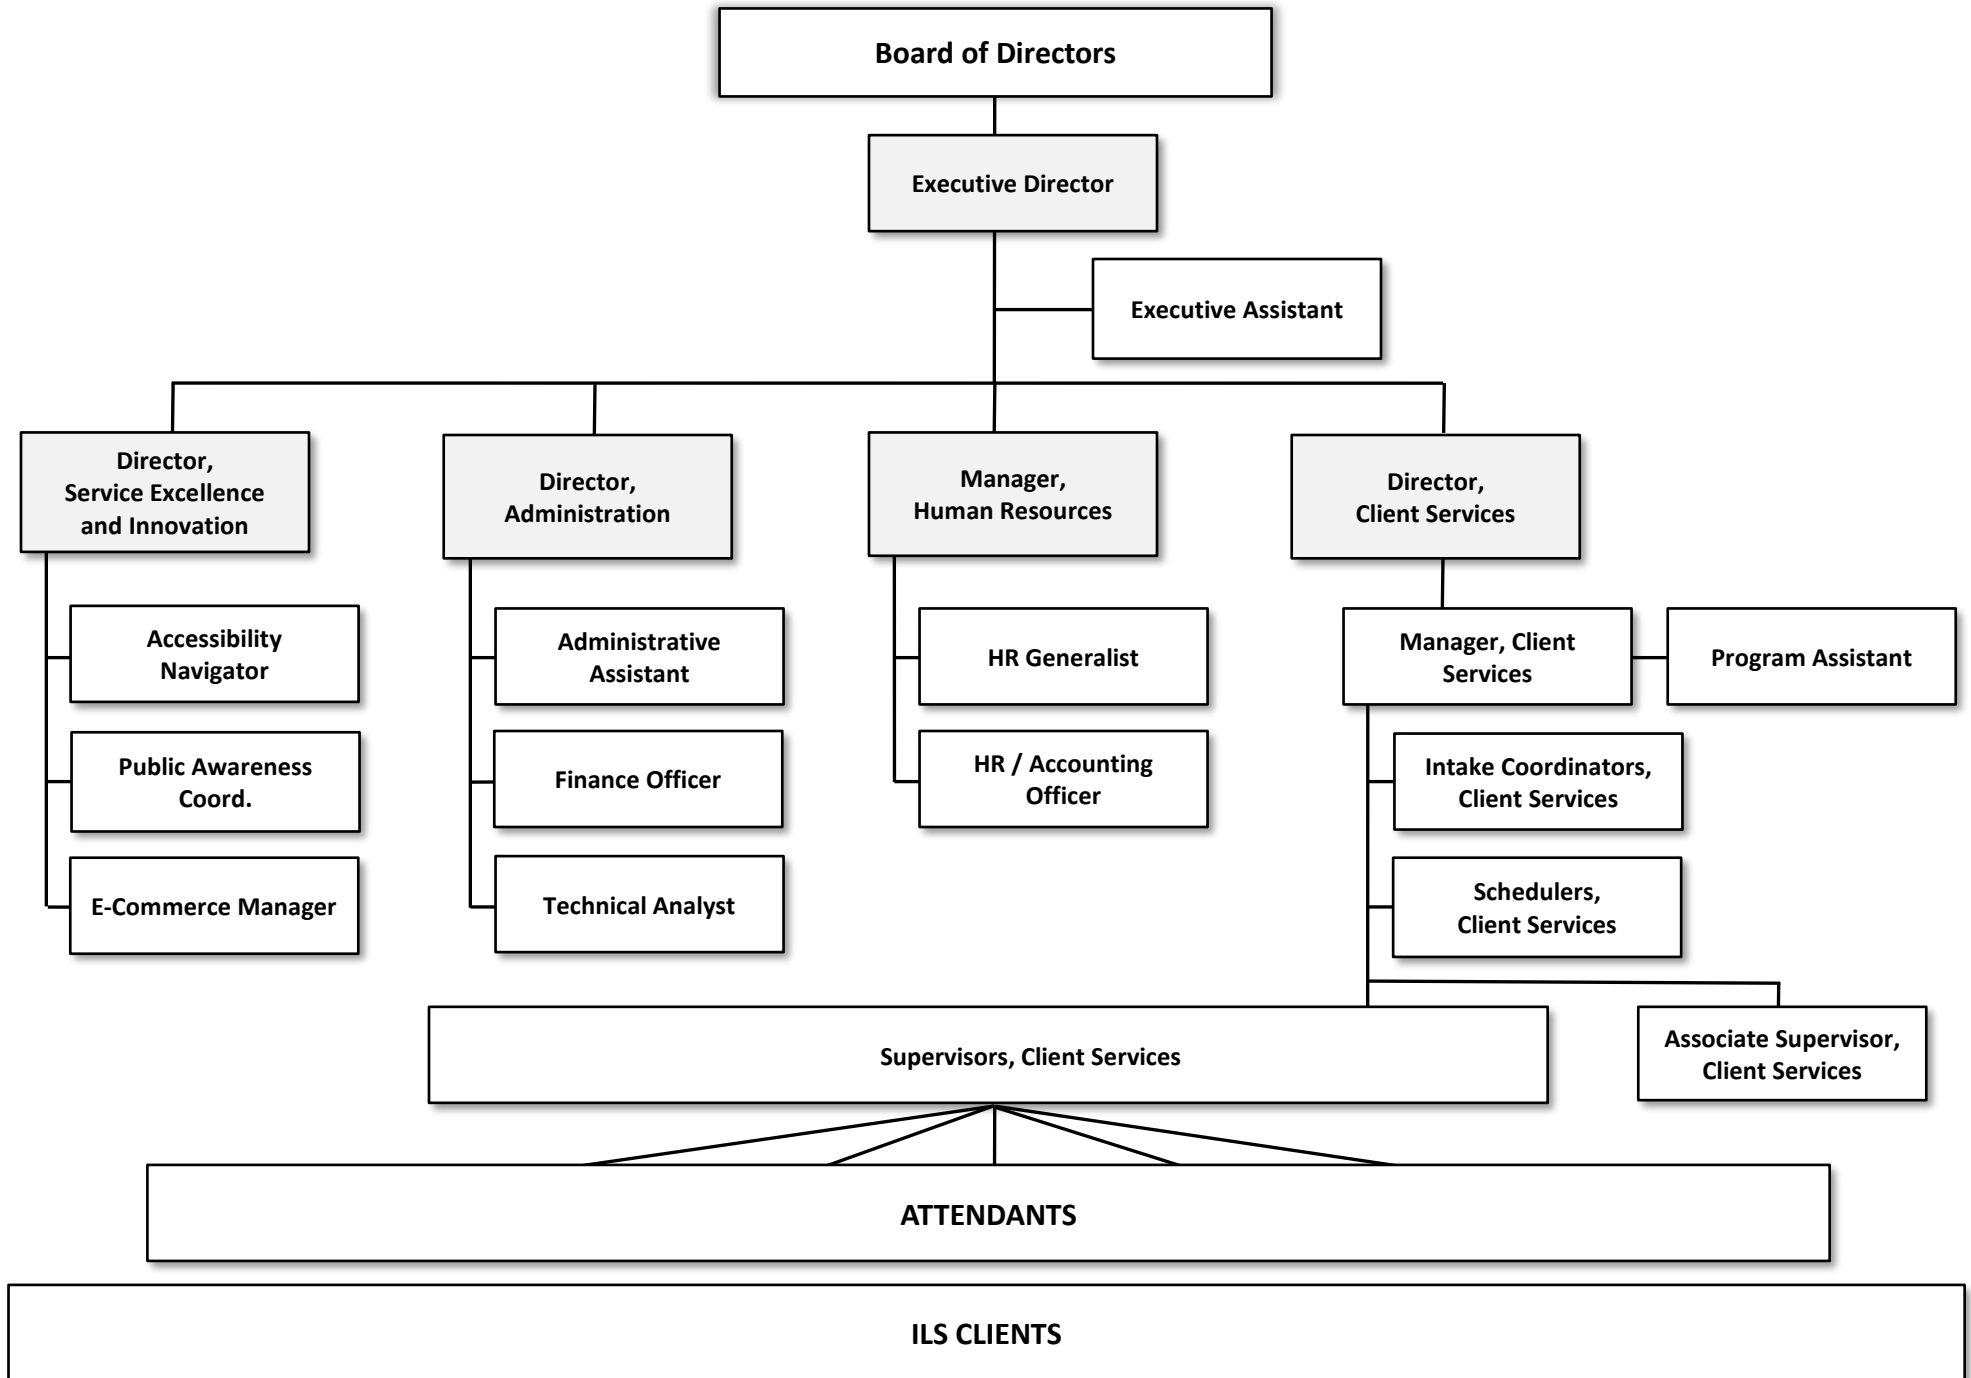 Board of Directors
Executive Director
Executive Assistant
Director,
Service Excellence
and Innovation
Director,
Administration
Manager,
Human Resources
Director,
Client Services
Accessibility
Navigator
Administrative
Assistant
HR Generalist
Manager, Client
Services
Program Assistant
Public Awareness
Coord.
Finance Officer
HR / Accounting
Officer
Intake Coordinators,
Client Services
E-Commerce Manager
Technical Analyst
Schedulers,
Client Services
Supervisors, Client Services
Associate Supervisor,
Client Services
ATTENDANTS
ILS CLIENTS